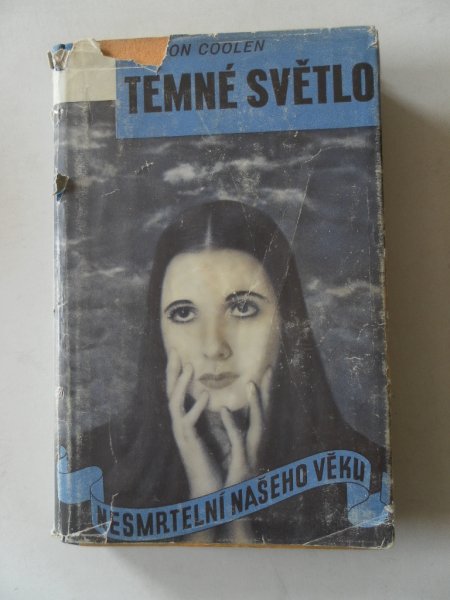 ON COOLEN
TEMNÉ SVĚTLO
NESMRTELNÍ NAŠEHO VĚKU